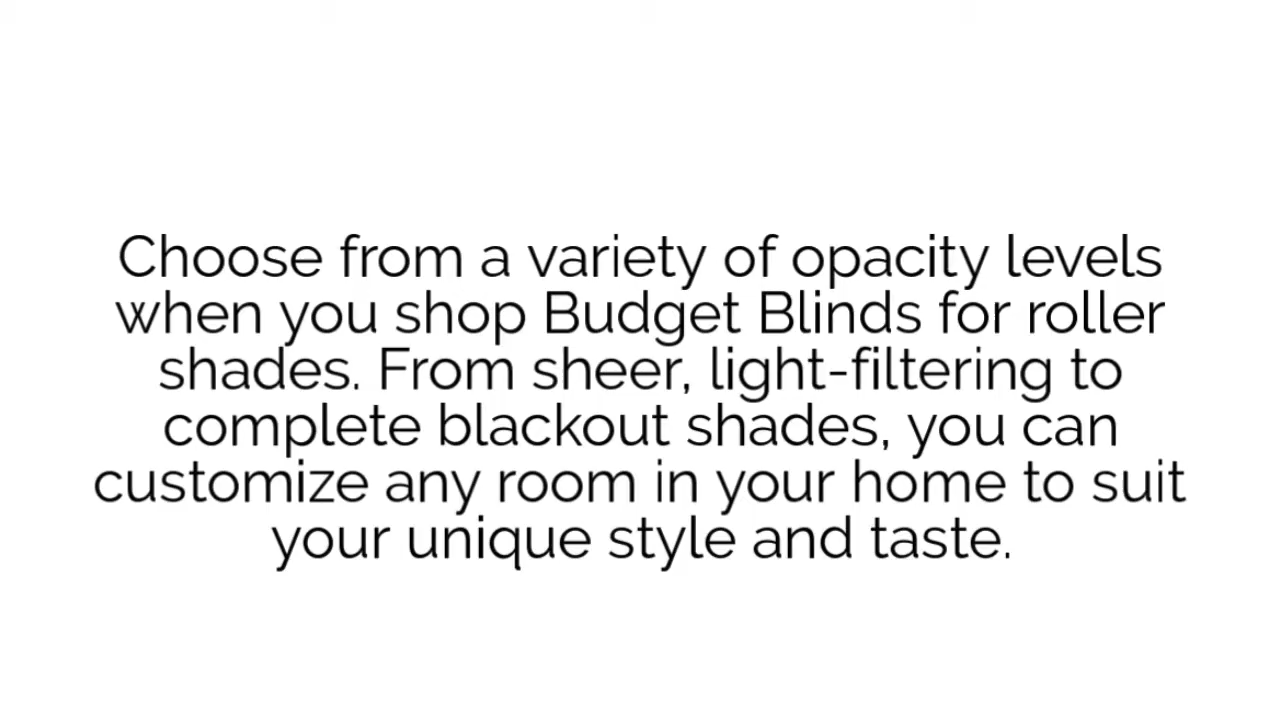 Choose from a variety of opacity levels
when you shop Budget Blinds for roller
shades. From sheer, light-filtering to
complete blackout shades, you can
customize any room in your home to suit
your unique style and taste.